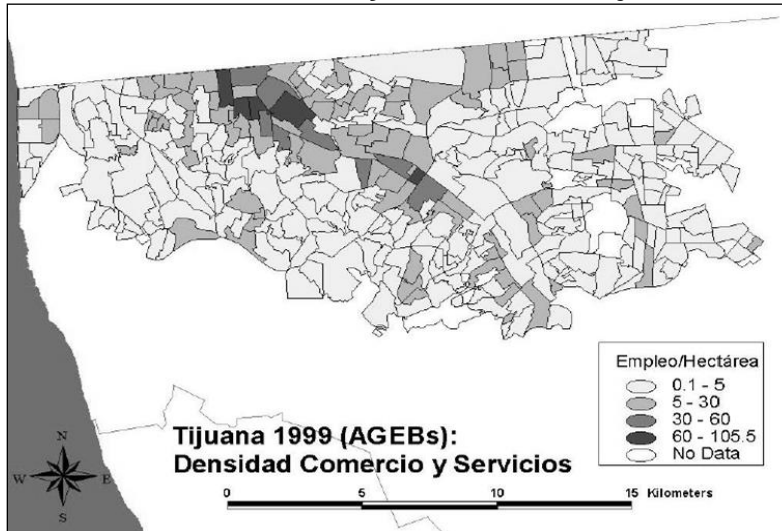 Empleo/Hectárea
0.1 - 5
5 - 30
30 - 60
60 - 105.5
No Data
Tijuana 1999 (AGEBs):
Densidad Comercio y Servicios
N
W E
S
0 5 10 15 Kilometers